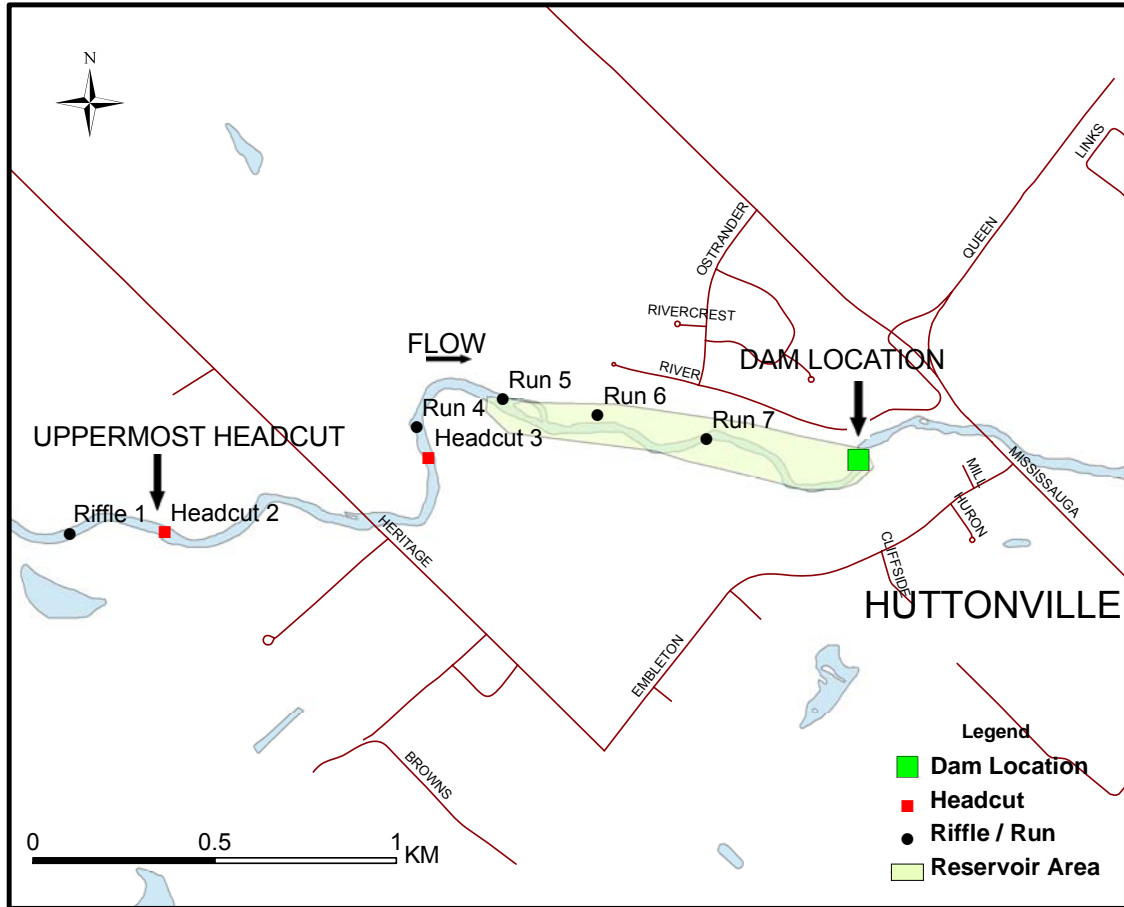 N
LINKS
QUEEN
OSTRANDER
RIVERCREST
FLOW
DAM LOCATION
RIVER
Run 5
Run 6
Run 4
Run 7
UPPERMOST HEADCUT
Headcut 3
MISSISSAUGA
MILL
HURON
Riffle 1
Headcut 2
HERITAGE
CLIFFSIDE
HUTTONVILLE
EMBLETON
BROWNS
Legend
Dam Location
Headcut
Riffle / Run
Reservoir Area
0 0.5 1
KM